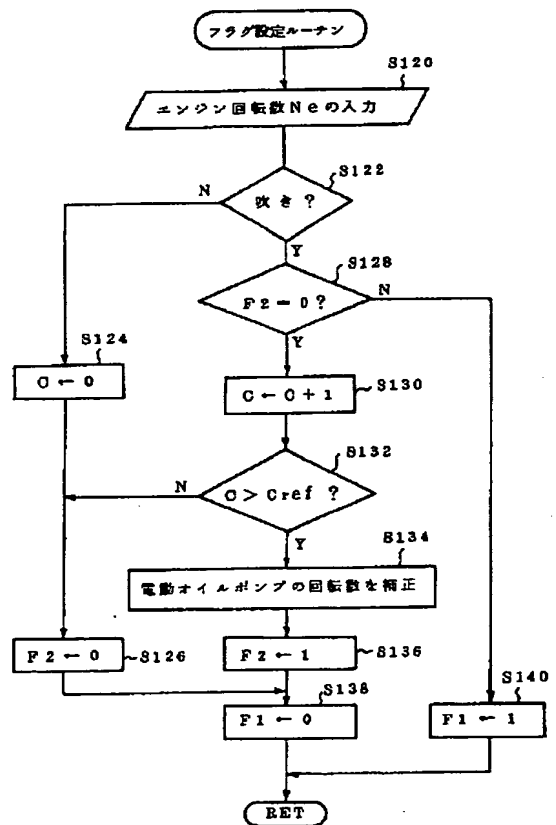 フラグ設定ルーチン
S120
エンジン回転数Neの入力
S122
吹き?
N
Y
S128
F2=0?
N
Y
S124
C←0
C←C+1
S130
S132
C>Cref?
N
Y
S134
電動オイルポンプの回転数を補正
F2←0
S126
F2←1
S136
S138
F1←0
S140
F1←1
RET